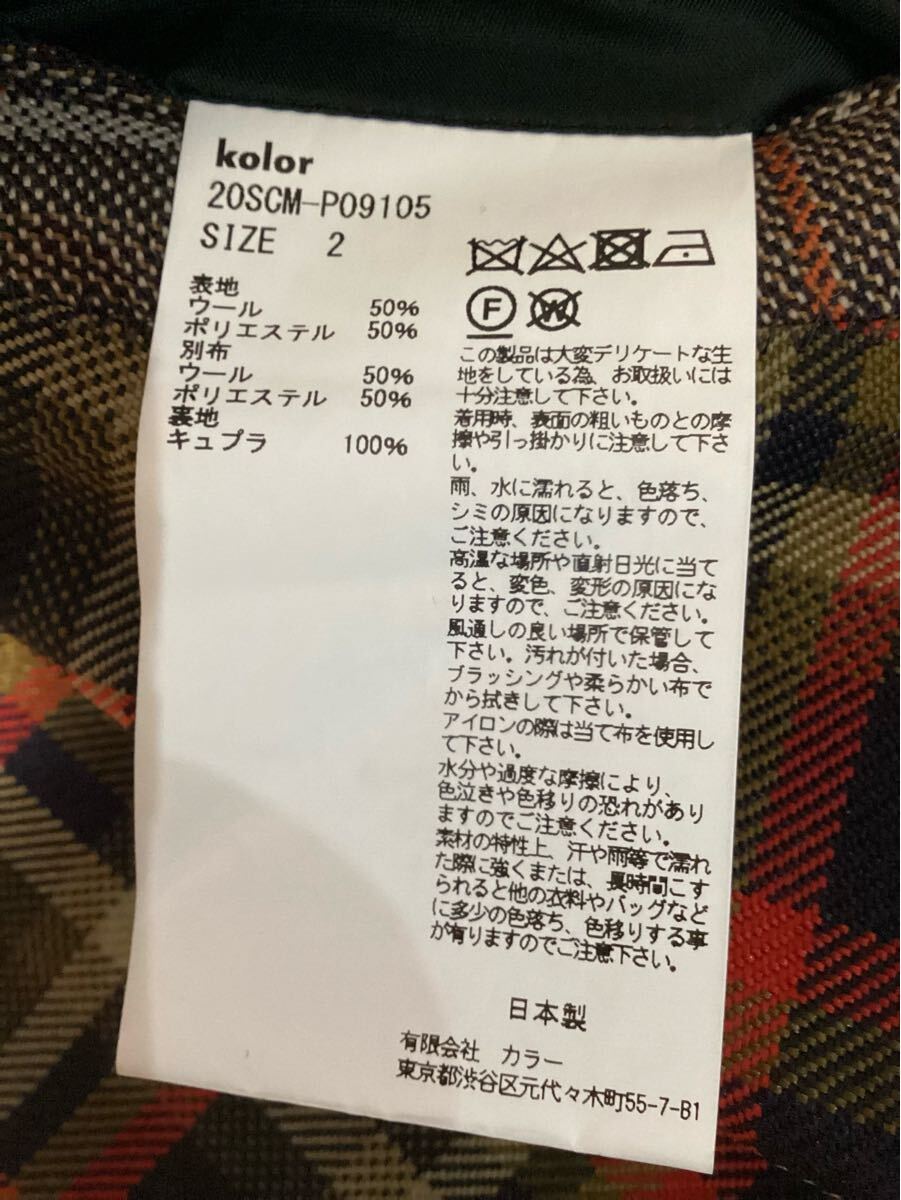 kolor
20SCM-P09105
SIZE 2
表地
ウール 50%
ポリエステル 50%
別布
ウール 50%
ポリエステル 50%
裏地
キュプラ 100%
F W
この製品は大変デリケートな生
地をしている為、お取扱いには
十分注意して下さい。
着用時、表面の粗いものとの摩
擦や引っ掛かりに注意して下さ
い。
雨、水に濡れると、色落ち、
シミの原因になりますので、
ご注意ください。
高温な場所や直射日光に当て
ると、変色、変形の原因にな
りますので、ご注意ください。
風通しの良い場所で保管して
下さい。汚れが付いた場合、
ブラッシングや柔らかい布で
から拭きして下さい。
アイロンの際は当て布を使用し
て下さい。
水分や過度な摩擦により、
色泣きや色移りの恐れがあり
ますのでご注意ください。
素材の特性上、汗や雨等で濡れ
た際に強くまたは、長時間こす
られると他の衣料やバッグなど
に多少の色落ち、色移りする事
が有りますのでご注意下さい。
日本製
有限会社 カラー
東京都渋谷区元代々木町55-7-B1